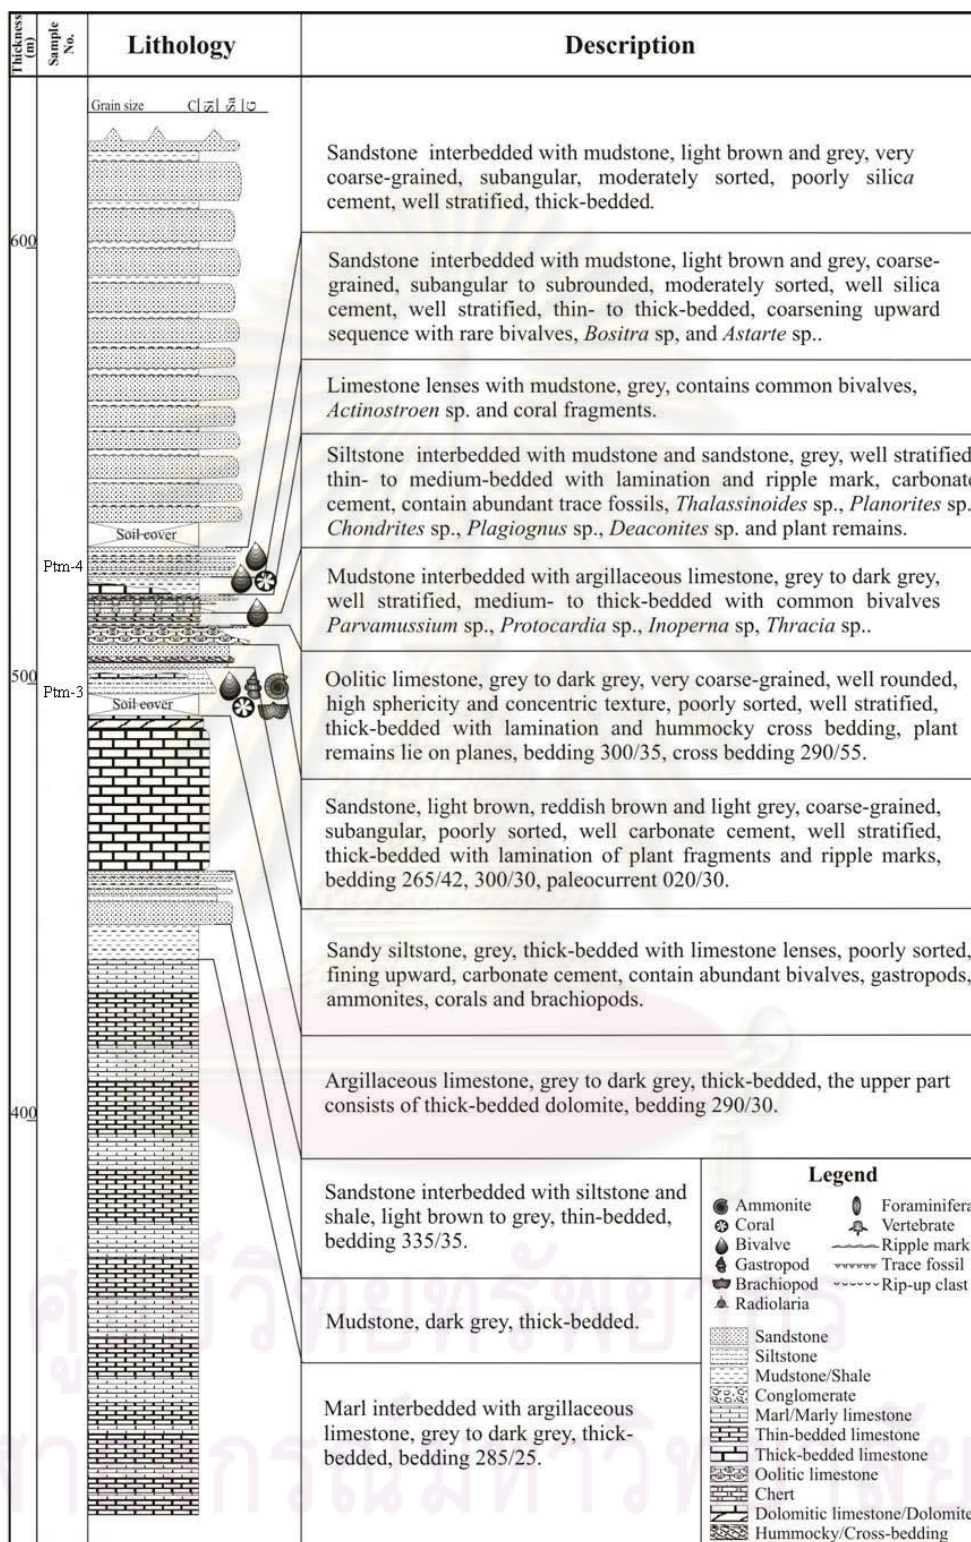 Thickness
(m)
Sample
No.
Lithology
Description
Grain size C Si Sa G
Sandstone interbedded with mudstone, light brown and grey, very
coarse-grained, subangular, moderately sorted, poorly silica
cement, well stratified, thick-bedded.
600
Sandstone interbedded with mudstone, light brown and grey, coarse-
grained, subangular to subrounded, moderately sorted, well silica
cement, well stratified, thin- to thick-bedded, coarsening upward
sequence with rare bivalves, Bositra sp, and Astarte sp..
Limestone lenses with mudstone, grey, contains common bivalves,
Actinostroen sp. and coral fragments.
Siltstone interbedded with mudstone and sandstone, grey, well stratified
thin- to medium-bedded with lamination and ripple mark, carbonate
cement, contain abundant trace fossils, Thalassinoides sp., Planorites sp.
Chondrites sp., Plagiognus sp., Deaconites sp. and plant remains.
Soil cover
Ptm-4
Mudstone interbedded with argillaceous limestone, grey to dark grey,
well stratified, medium- to thick-bedded with common bivalves
Parvamussium sp., Protocardia sp., Inoperna sp, Thracia sp..
500
Ptm-3
Soil cover
Oolitic limestone, grey to dark grey, very coarse-grained, well rounded,
high sphericity and concentric texture, poorly sorted, well stratified,
thick-bedded with lamination and hummocky cross bedding, plant
remains lie on planes, bedding 300/35, cross bedding 290/55.
Sandstone, light brown, reddish brown and light grey, coarse-grained,
subangular, poorly sorted, well carbonate cement, well stratified,
thick-bedded with lamination of plant fragments and ripple marks,
bedding 265/42, 300/30, paleocurrent 020/30.
Sandy siltstone, grey, thick-bedded with limestone lenses, poorly sorted,
fining upward, carbonate cement, contain abundant bivalves, gastropods,
ammonites, corals and brachiopods.
400
Argillaceous limestone, grey to dark grey, thick-bedded, the upper part
consists of thick-bedded dolomite, bedding 290/30.
Sandstone interbedded with siltstone and
shale, light brown to grey, thin-bedded,
bedding 335/35.
Mudstone, dark grey, thick-bedded.
Marl interbedded with argillaceous
limestone, grey to dark grey, thick-
bedded, bedding 285/25.
Legend
Ammonite
Coral
Bivalve
Gastropod
Brachiopod
Radiolaria
Foraminifera
Vertebrate
Ripple mark
Trace fossil
Rip-up clast
Sandstone
Siltstone
Mudstone/Shale
Conglomerate
Marl/Marly limestone
Thin-bedded limestone
Thick-bedded limestone
Oolitic limestone
Chert
Dolomitic limestone/Dolomite
Hummocky/Cross-bedding
ศูนย์วิทยทรัพยากร